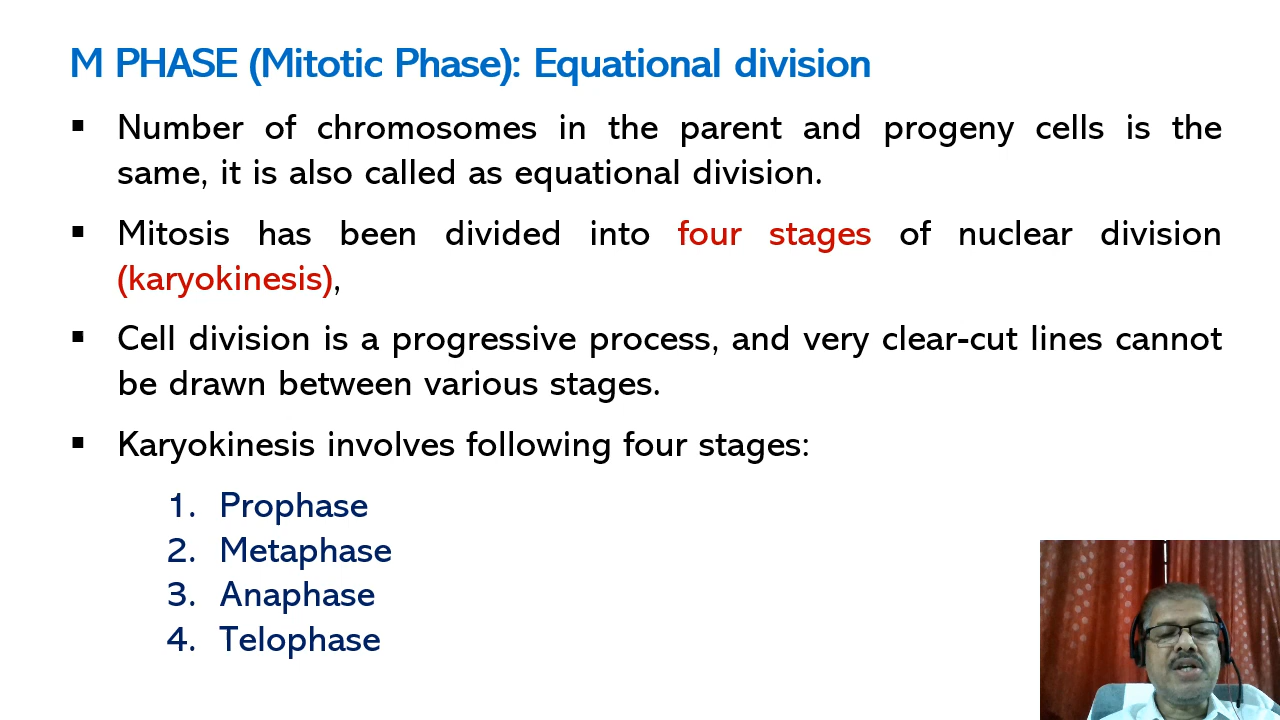 M PHASE (Mitotic Phase): Equational division
▪ Number of chromosomes in the parent and progeny cells is the
same, it is also called as equational division.
▪ Mitosis has been divided into four stages of nuclear division
(karyokinesis),
▪ Cell division is a progressive process, and very clear-cut lines cannot
be drawn between various stages.
▪ Karyokinesis involves following four stages:
1. Prophase
2. Metaphase
3. Anaphase
4. Telophase